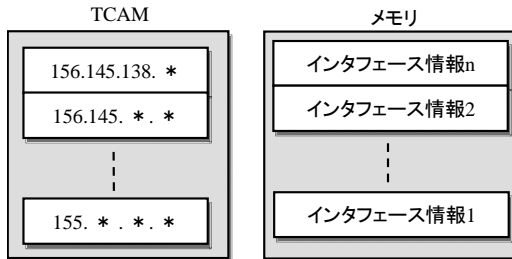 TCAM
156.145.138. *
156.145. *. *
155. * . *. *
メモリ
インタフェース情報n
インタフェース情報2
インタフェース情報1